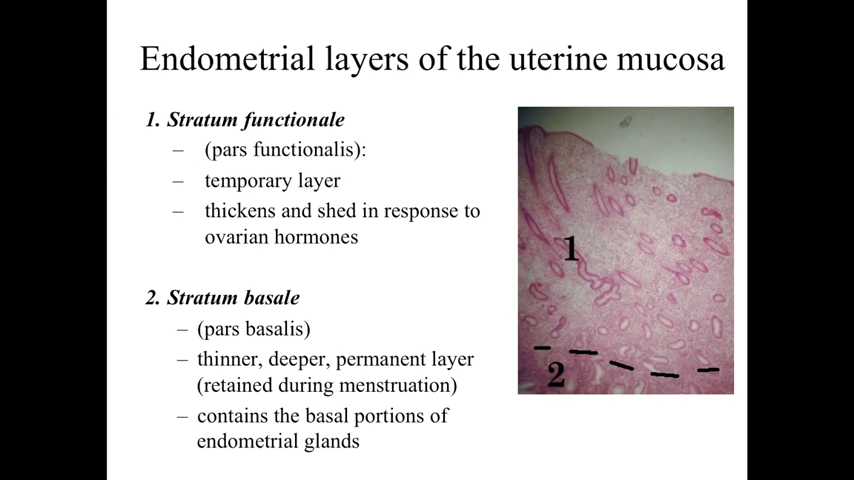 Endometrial layers of the uterine mucosa
1. Stratum functionale
– (pars functionalis):
– temporary layer
– thickens and shed in response to
ovarian hormones
2. Stratum basale
– (pars basalis)
– thinner, deeper, permanent layer
(retained during menstruation)
– contains the basal portions of
endometrial glands
1
2